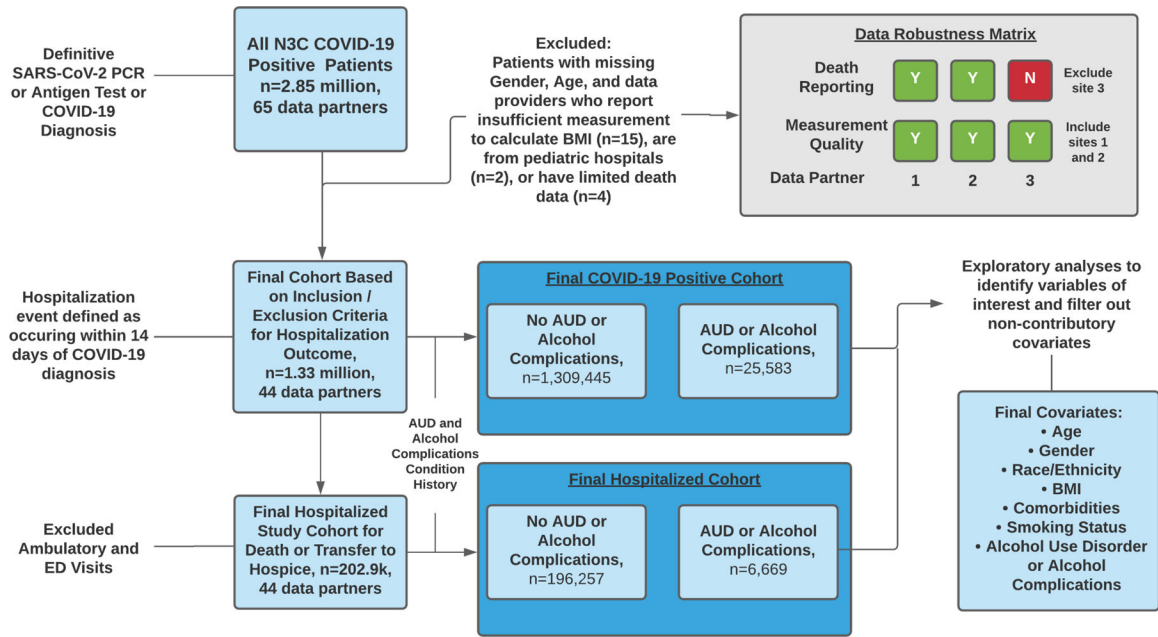 Definitive
SARS-CoV-2 PCR
or Antigen Test or
COVID-19
Diagnosis
All N3C COVID-19
Positive Patients
n=2.85 million,
65 data partners
Excluded:
Patients with missing
Gender, Age, and data
providers who report
insufficient measurement
to calculate BMI (n=15), are
from pediatric hospitals
(n=2), or have limited death
data (n=4)
Data Robustness Matrix
Death
Reporting
Y
Y
N
Exclude
site 3
Measurement
Quality
Y
Y
Y
Include
sites 1
and 2
Data Partner
1
2
3
Hospitalization
event defined as
occuring within 14
days of COVID-19
diagnosis
Final Cohort Based
on Inclusion /
Exclusion Criteria
for Hospitalization
Outcome,
n=1.33 million,
44 data partners
Final COVID-19 Positive Cohort
No AUD or
Alcohol
Complications,
n=1,309,445
AUD or Alcohol
Complications,
n=25,583
Exploratory analyses to
identify variables of
interest and filter out
non-contributory
covariates
AUD and
Alcohol
Complications
Condition
History
Excluded
Ambulatory and
ED Visits
Final Hospitalized
Study Cohort for
Death or Transfer to
Hospice, n=202.9k,
44 data partners
Final Hospitalized Cohort
No AUD or
Alcohol
Complications,
n=196,257
AUD or Alcohol
Complications,
n=6,669
Final Covariates:
• Age
• Gender
• Race/Ethnicity
• BMI
• Comorbidities
• Smoking Status
• Alcohol Use Disorder
or Alcohol
Complications